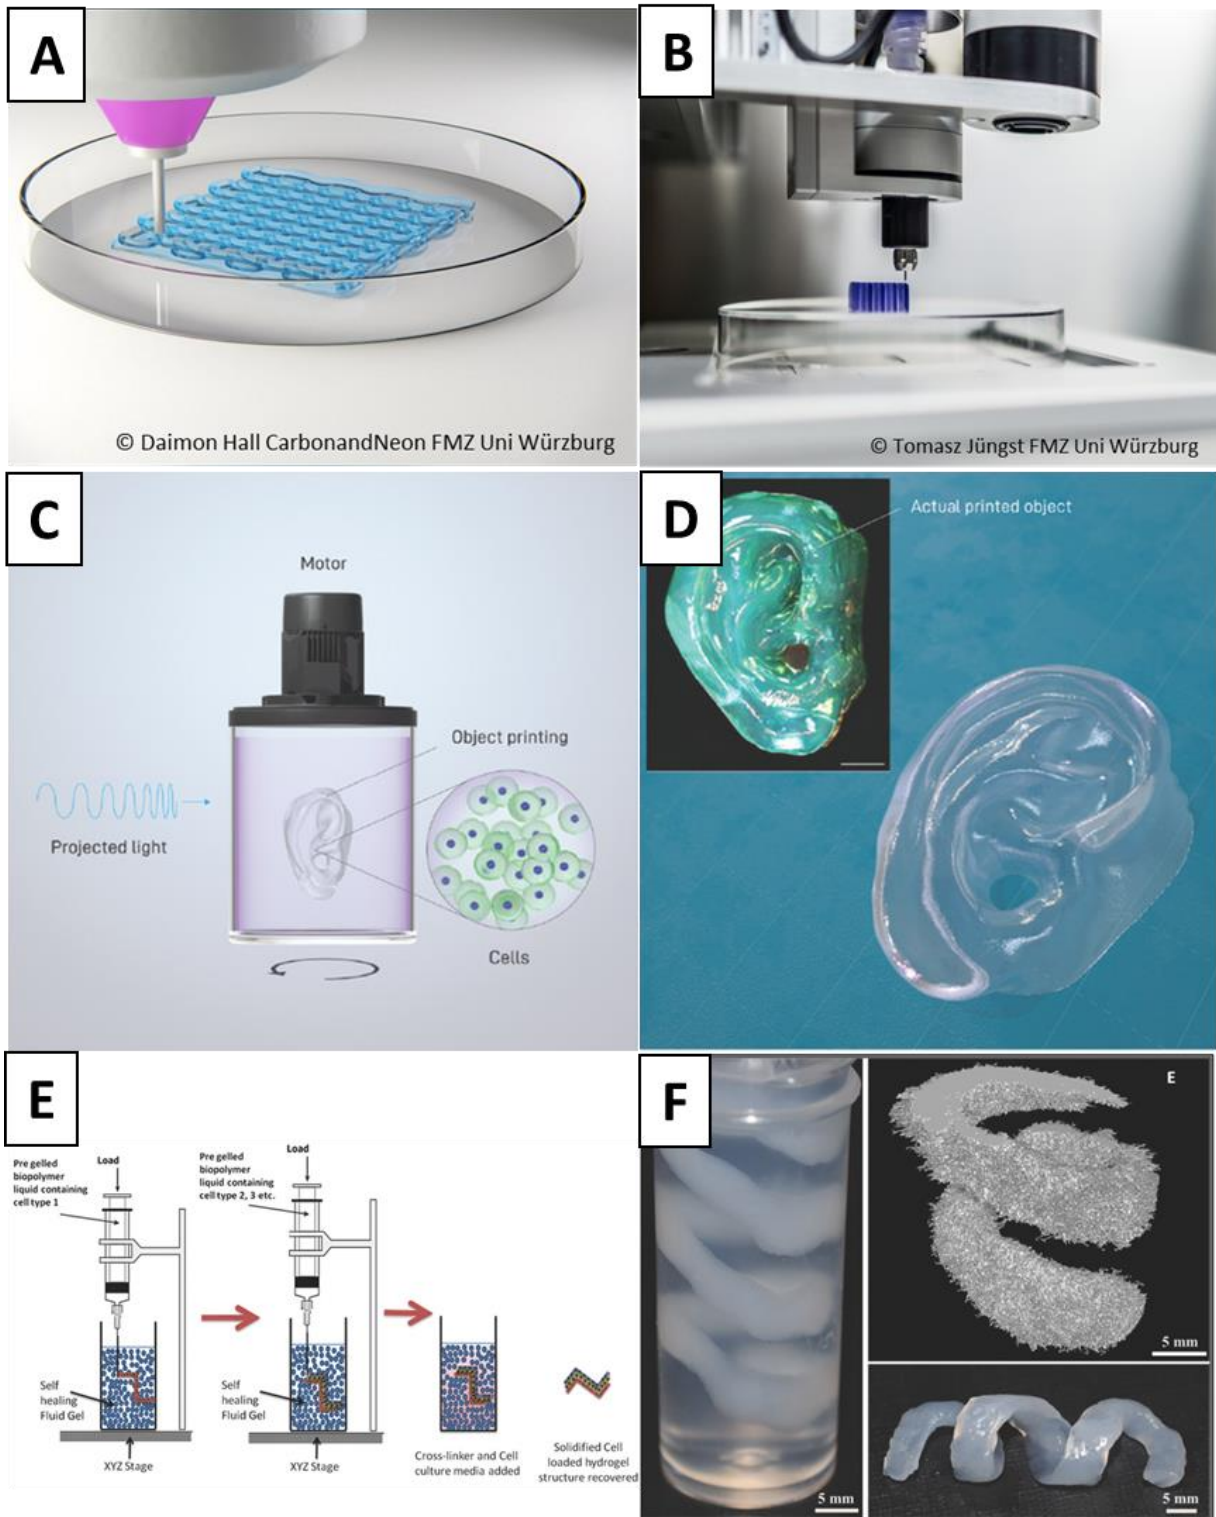 A
B
© Daimon Hall CarbonandNeon FMZ Uni Würzburg
© Tomasz Jüngst FMZ Uni Würzburg
C
Motor
Object printing
Projected light
Cells
D
Actual printed object
E
Pre gelled
biopolymer
liquid containing
cell type 1
Load
Pre gelled
biopolymer
liquid containing
cell type 2, 3 etc.
Load
Self
healing
Fluid Gel
Self
healing
Fluid Gel
XYZ Stage
XYZ Stage
Cross-linker and Cell
culture media added
Solidified Cell
loaded hydrogel
structure recovered
F
5 mm
E
5 mm
5 mm